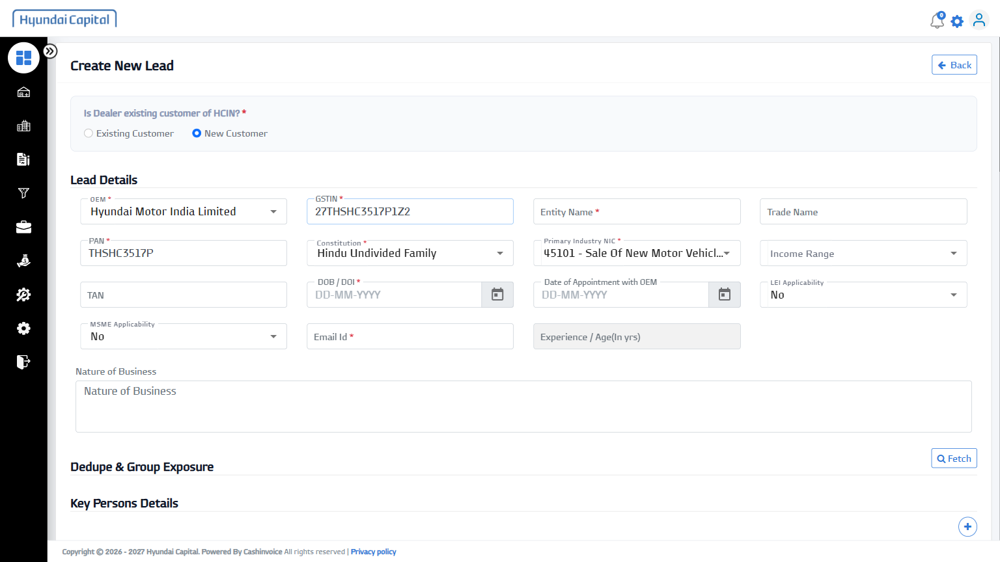 Hyundai Capital
0
Create New Lead
Back
Is Dealer existing customer of HCIN? *
Existing Customer
New Customer
Lead Details
OEM *
Hyundai Motor India Limited
GSTIN *
27THSHC3517P1Z2
Entity Name *
Trade Name
PAN *
THSHC3517P
Constitution *
Hindu Undivided Family
Primary Industry NIC *
45101 - Sale Of New Motor Vehicl...
Income Range
TAN
DOB / DOI *
DD-MM-YYYY
Date of Appointment with OEM
DD-MM-YYYY
LEI Applicability
No
MSME Applicability
No
Email Id *
Experience / Age(In yrs)
Nature of Business
Nature of Business
Dedupe & Group Exposure
Fetch
Key Persons Details
Copyright © 2026 - 2027 Hyundai Capital. Powered By Cashinvoice All rights reserved | Privacy policy